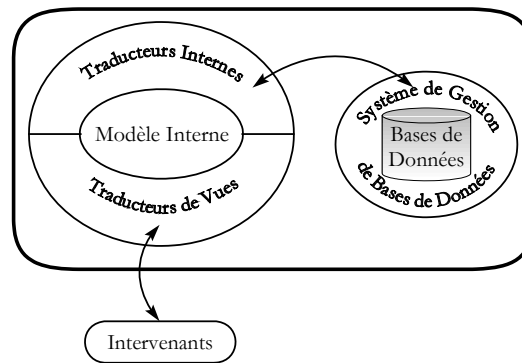 Traducteurs Internes
Modèle Interne
Traducteurs de Vues
Système de Gestion
Bases de
Données
de Bases de Données
Intervenants